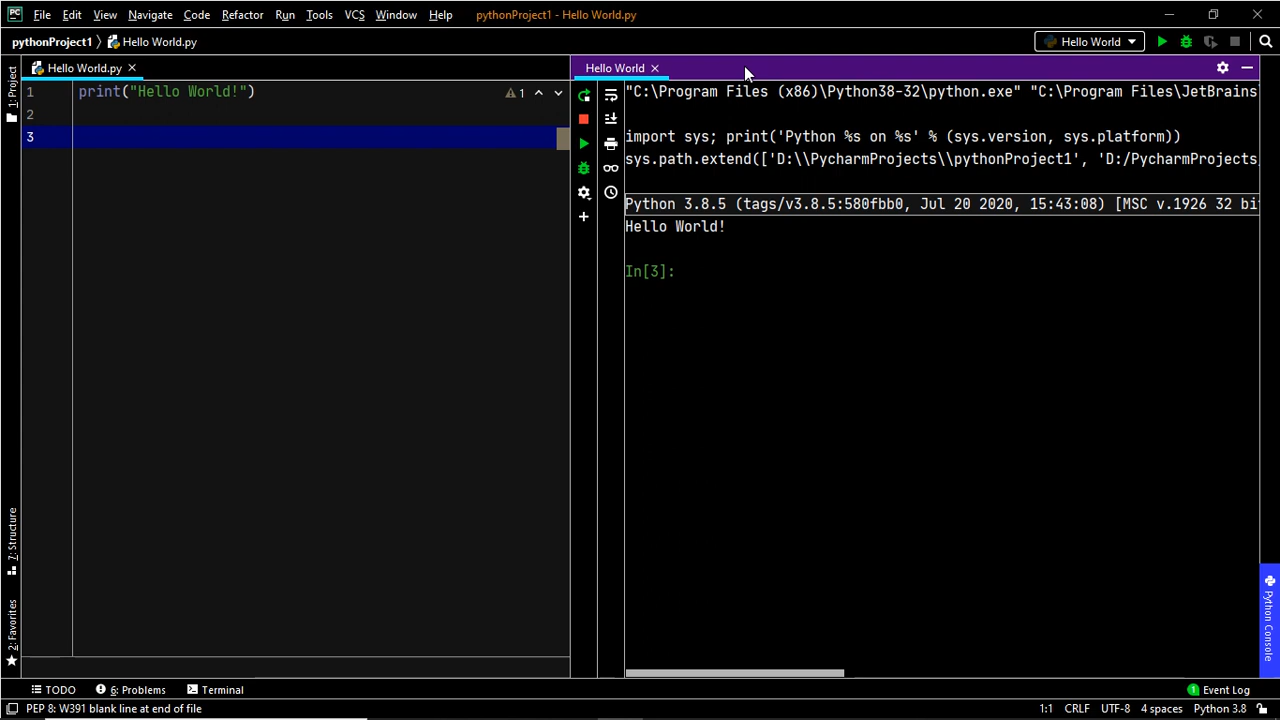 PC File Edit View Navigate Code Refactor Run Tools VCS Window Help pythonProject1 - Hello World.py
pythonProject1 Hello World.py Hello World
1: Project
Hello World.py
1 print("Hello World!") 1
2
3
Hello World
"C:\Program Files (x86)\Python38-32\python.exe" "C:\Program Files\JetBrains
import sys; print('Python %s on %s' % (sys.version, sys.platform))
sys.path.extend(['D:\\PycharmProjects\\pythonProject1', 'D:/PycharmProjects
Python 3.8.5 (tags/v3.8.5:580fbb0, Jul 20 2020, 15:43:08) [MSC v.1926 32 bi
Hello World!
In[3]:
7: Structure
2: Favorites
Python Console
TODO 6: Problems Terminal 1 Event Log
PEP 8: W391 blank line at end of file 1:1 CRLF UTF-8 4 spaces Python 3.8